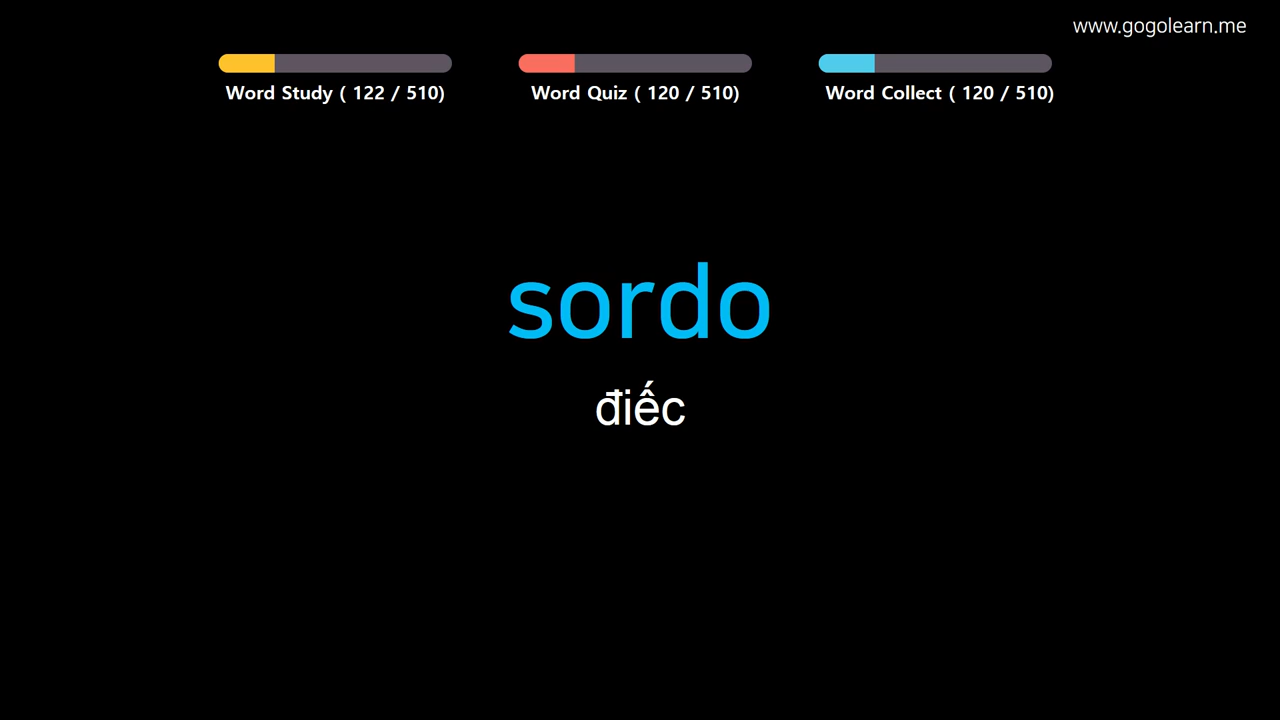 www.gogolearn.me
Word Study ( 122 / 510)
Word Quiz ( 120 / 510)
Word Collect ( 120 / 510)
sordo
điếc